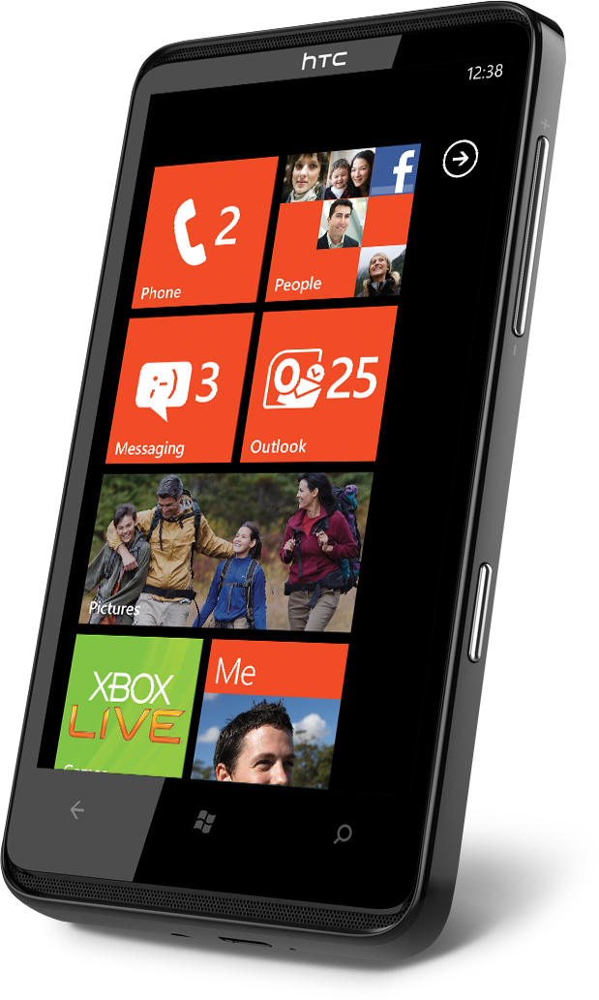 hTC
12:38
2
Phone
f
People
;-) 3
Messaging
25
Outlook
Pictures
XBOX
LIVE
Me